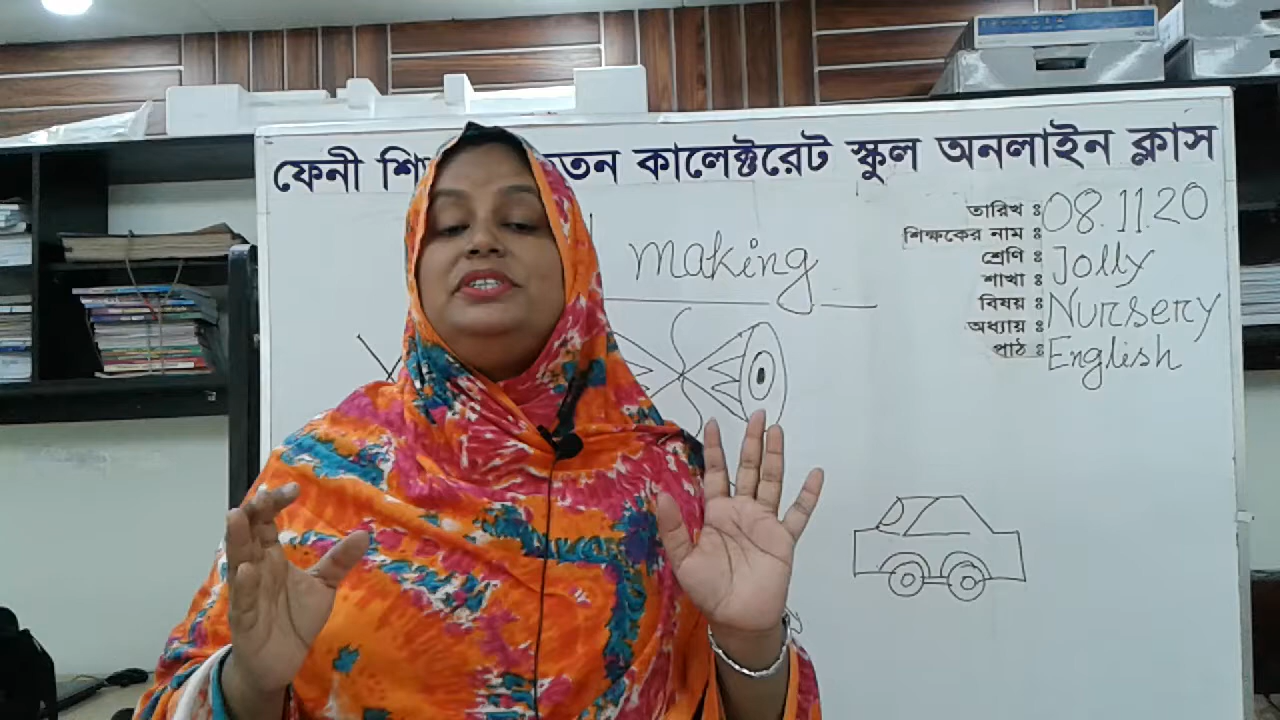 ফেনী শি তন কালেক্টরেট স্কুল অনলাইন ক্লাস
making
তারিখ : 08.11.20
শিক্ষকের নাম :
শ্রেণি : Jolly
শাখা :
বিষয় : Nursery
অধ্যায় :
পাঠ : English